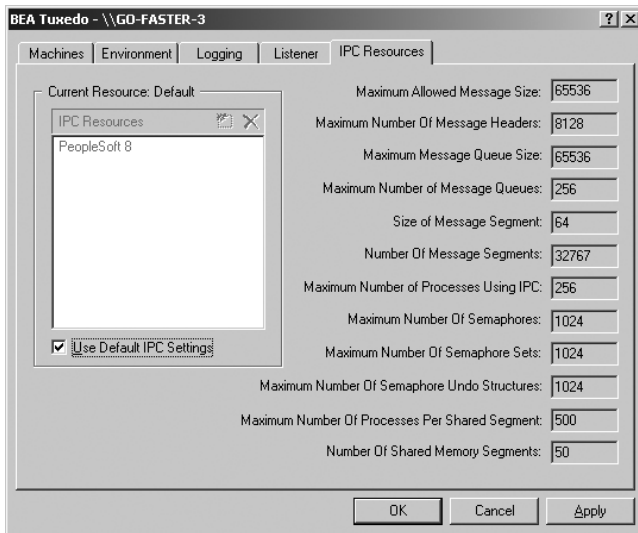 BEA Tuxedo - \\GO-FASTER-3
Machines Environment Logging Listener IPC Resources
Current Resource: Default
IPC Resources
PeopleSoft 8
Use Default IPC Settings
Maximum Allowed Message Size: 65536
Maximum Number Of Message Headers: 8128
Maximum Message Queue Size: 65536
Maximum Number of Message Queues: 256
Size of Message Segment: 64
Number Of Message Segments: 32767
Maximum Number of Processes Using IPC: 256
Maximum Number Of Semaphores: 1024
Maximum Number Of Semaphore Sets: 1024
Maximum Number Of Semaphore Undo Structures: 1024
Maximum Number Of Processes Per Shared Segment: 500
Number Of Shared Memory Segments: 50
OK Cancel Apply